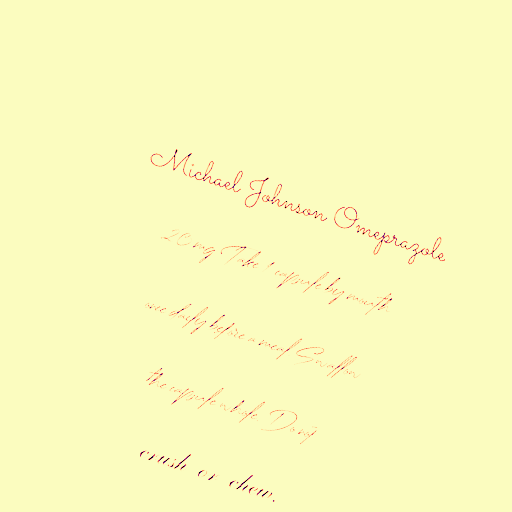 Michael Johnson Omeprazole
20 mg Take 1 capsule by mouth
once daily before a meal Swallow
the capsule whole Do not
crush or chew.